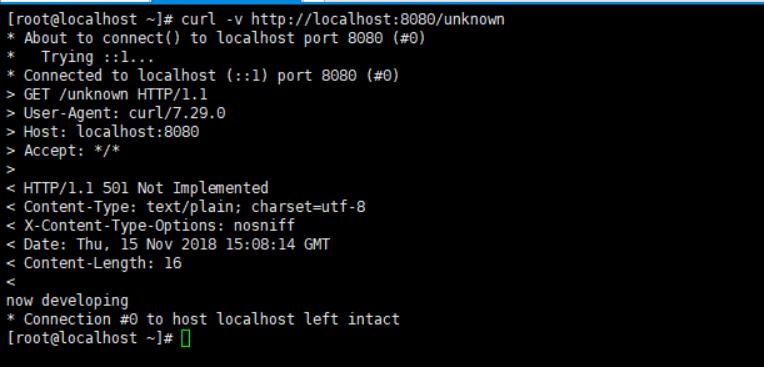 [root@localhost ~]# curl -v http://localhost:8080/unknown
* About to connect() to localhost port 8080 (#0)
*   Trying ::1...
* Connected to localhost (::1) port 8080 (#0)
> GET /unknown HTTP/1.1
> User-Agent: curl/7.29.0
> Host: localhost:8080
> Accept: */*
>
< HTTP/1.1 501 Not Implemented
< Content-Type: text/plain; charset=utf-8
< X-Content-Type-Options: nosniff
< Date: Thu, 15 Nov 2018 15:08:14 GMT
< Content-Length: 16
<
now developing
* Connection #0 to host localhost left intact
[root@localhost ~]#